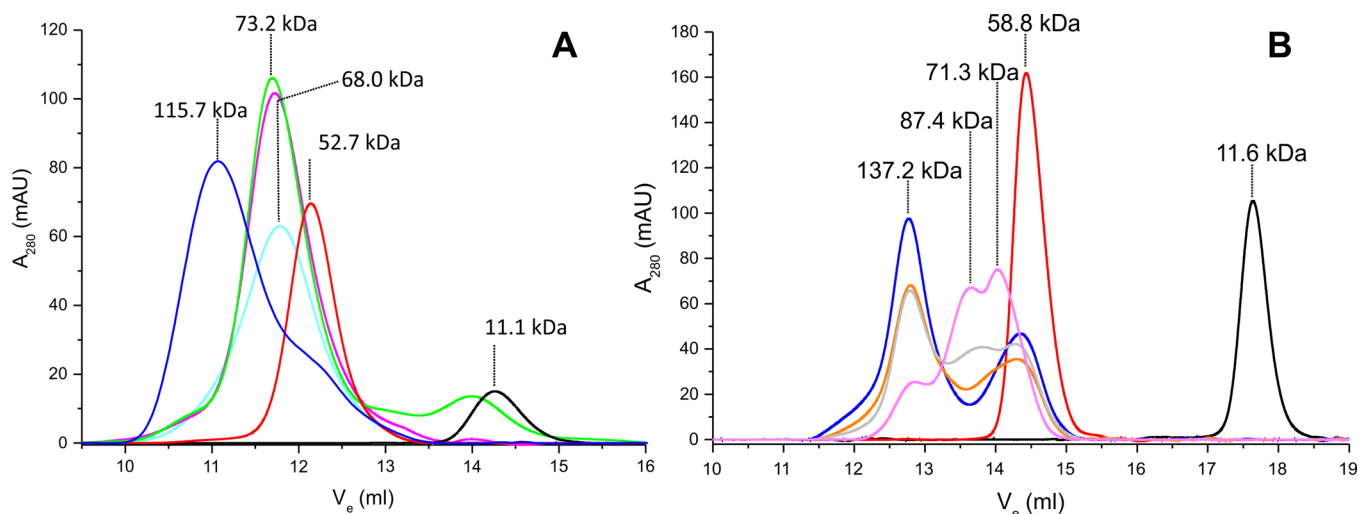 A
73.2 kDa
68.0 kDa
115.7 kDa
52.7 kDa
11.1 kDa
A280 (mAU)
120
100
80
60
40
20
0
10 11 12 13 14 15 16
Ve (ml)
B
58.8 kDa
71.3 kDa
87.4 kDa
137.2 kDa
11.6 kDa
A280 (mAU)
180
160
140
120
100
80
60
40
20
0
10 11 12 13 14 15 16 17 18 19
Ve (ml)